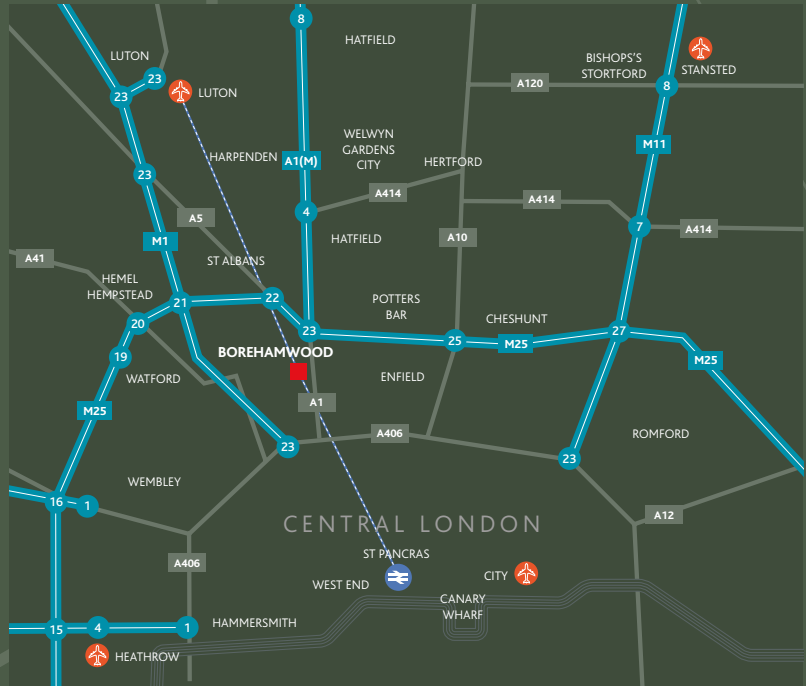 8
HATFIELD
LUTON
BISHOP'S
STORTFORD
STANSTED
23
23
LUTON
A120
8
WELWYN
GARDENS
CITY
M11
HARPENDEN
A1(M)
HERTFORD
23
A414
A414
A5
4
7
A414
M1
HATFIELD
A10
A41
ST ALBANS
HEMEL
HEMPSTEAD
21
22
POTTERS
BAR
20
23
CHESHUNT
27
25
M25
19
BOREHAMWOOD
M25
WATFORD
ENFIELD
A1
M25
A406
ROMFORD
23
23
WEMBLEY
16
1
A12
CENTRAL LONDON
ST PANCRAS
A406
WEST END
CITY
CANARY
WHARF
15
4
1
HAMMERSMITH
HEATHROW